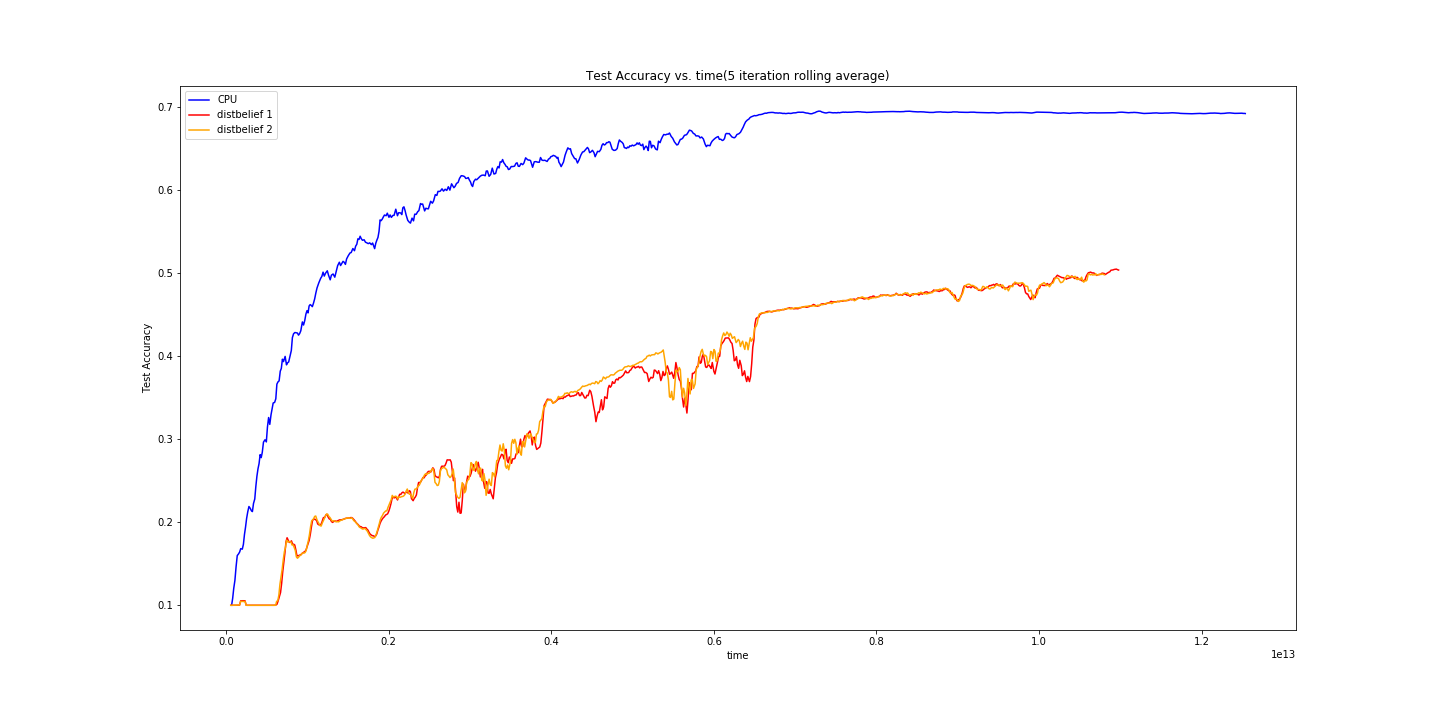 Test Accuracy vs. time(5 iteration rolling average)
CPU
distbelief 1
distbelief 2
Test Accuracy
0.7
0.6
0.5
0.4
0.3
0.2
0.1
0.0
0.2
0.4
0.6
0.8
1.0
1.2
1e13
time